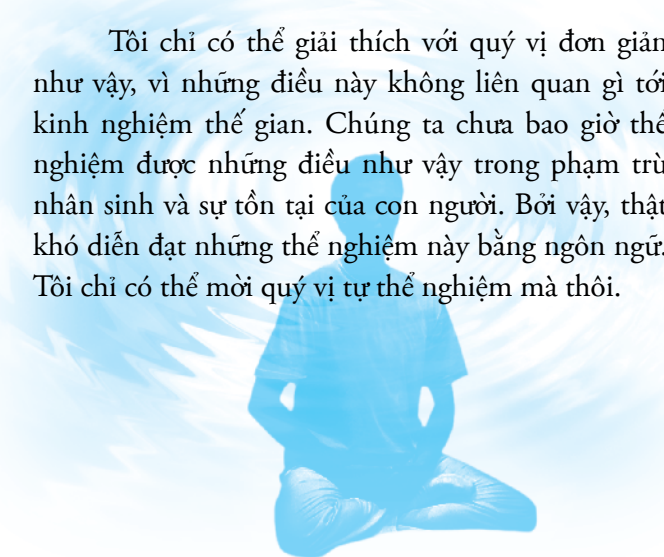 Tôi chỉ có thể giải thích với quý vị đơn giản
như vậy, vì những điều này không liên quan gì tới
kinh nghiệm thế gian. Chúng ta chưa bao giờ thể
nghiệm được những điều như vậy trong phạm trù
nhân sinh và sự tồn tại của con người. Bởi vậy, thật
khó diễn đạt những thể nghiệm này bằng ngôn ngữ.
Tôi chỉ có thể mời quý vị tự thể nghiệm mà thôi.